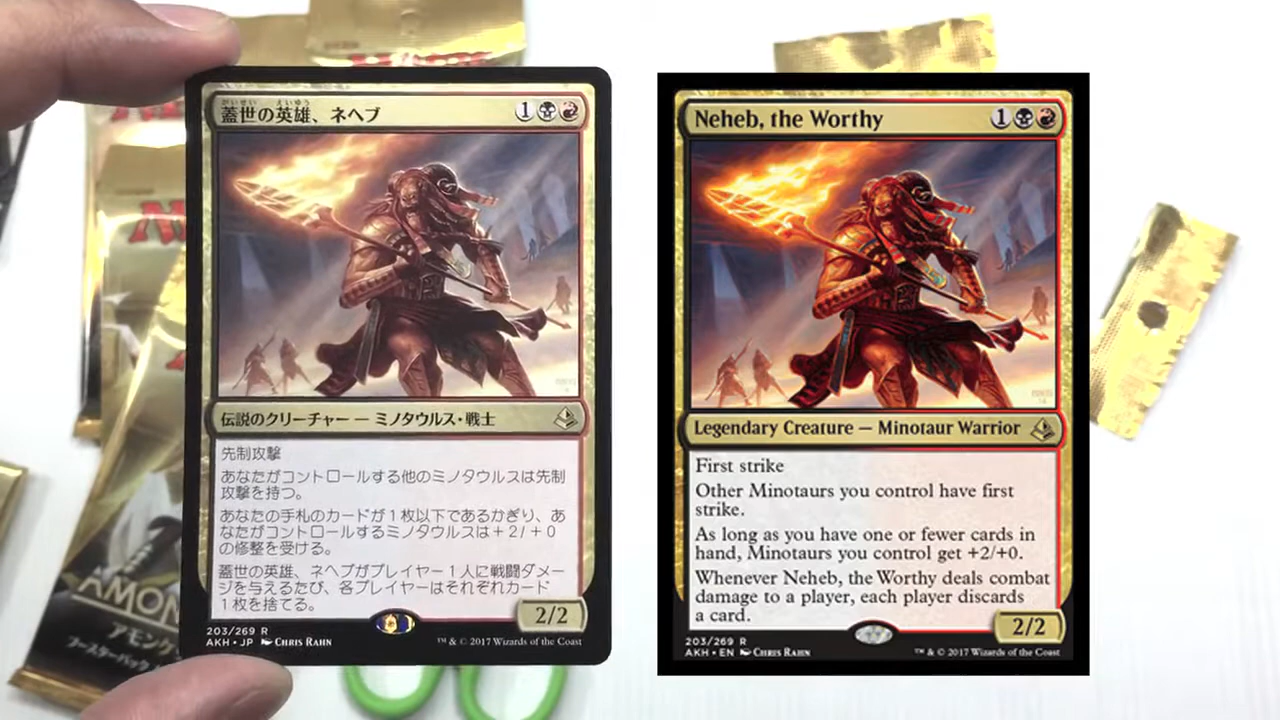 蓋世の英雄、ネヘブ
がいせい えいゆう
1
伝説のクリーチャー — ミノタウルス・戦士
先制攻撃
あなたがコントロールする他のミノタウルスは先制
攻撃を持つ。
あなたの手札のカードが1枚以下であるかぎり、あ
なたがコントロールするミノタウルスは+2/+0
の修整を受ける。
蓋世の英雄、ネヘブがプレイヤー1人に戦闘ダメー
ジを与えるたび、各プレイヤーはそれぞれカード
1枚を捨てる。
2/2
203/269 R
AKH • JP CHRIS RAHN
™ & © 2017 Wizards of the Coast
Neheb, the Worthy
1
Legendary Creature — Minotaur Warrior
First strike
Other Minotaurs you control have first
strike.
As long as you have one or fewer cards in
hand, Minotaurs you control get +2/+0.
Whenever Neheb, the Worthy deals combat
damage to a player, each player discards
a card.
2/2
203/269 R
AKH • EN CHRIS RAHN
™ & © 2017 Wizards of the Coast
AMON
アモンケ
ブースターパック